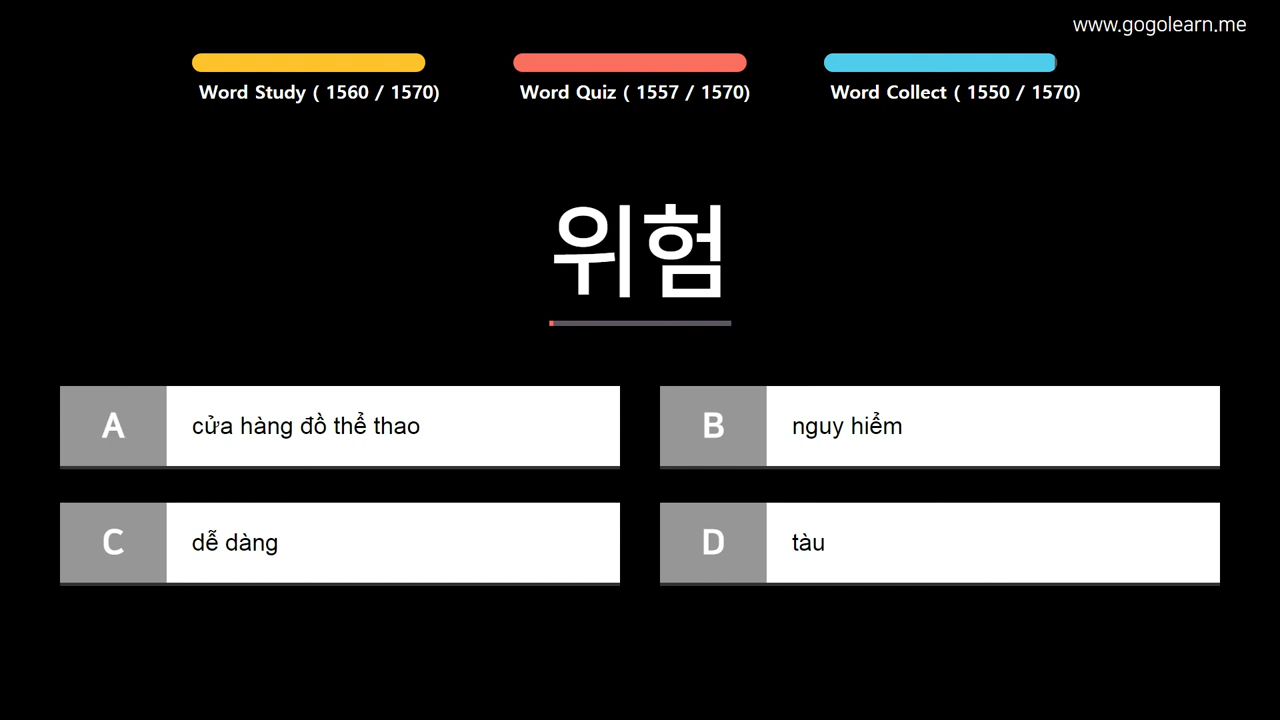 www.gogolearn.me
Word Study ( 1560 / 1570)
Word Quiz ( 1557 / 1570)
Word Collect ( 1550 / 1570)
위험
A
cửa hàng đồ thể thao
B
nguy hiểm
C
dễ dàng
D
tàu